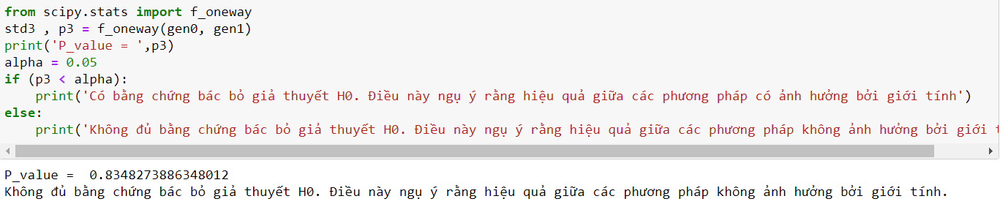 from scipy.stats import f_oneway
std3 , p3 = f_oneway(gen0, gen1)
print('P_value = ',p3)
alpha = 0.05
if (p3 < alpha):
    print('Có bằng chứng bác bỏ giả thuyết H0. Điều này ngụ ý rằng hiệu quả giữa các phương pháp có ảnh hưởng bởi giới tính')
else:
    print('Không đủ bằng chứng bác bỏ giả thuyết H0. Điều này ngụ ý rằng hiệu quả giữa các phương pháp không ảnh hưởng bởi giới
P_value =  0.8348273886348012
Không đủ bằng chứng bác bỏ giả thuyết H0. Điều này ngụ ý rằng hiệu quả giữa các phương pháp không ảnh hưởng bởi giới tính.